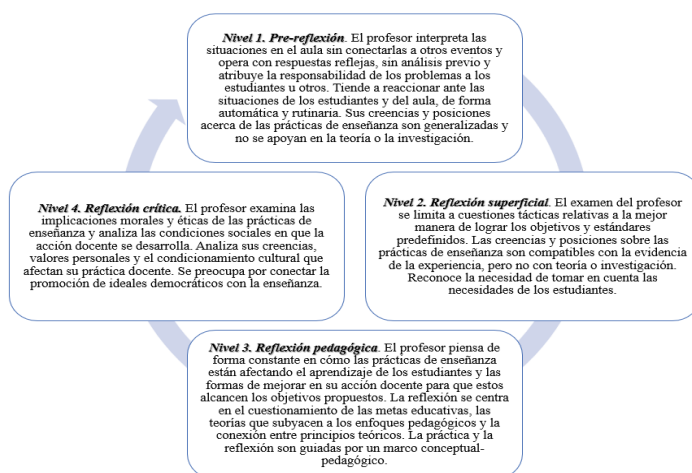 Nivel 1. Pre-reflexión. El profesor interpreta las
situaciones en el aula sin conectarlas a otros eventos y
opera con respuestas reflejas, sin análisis previo y
atribuye la responsabilidad de los problemas a los
estudiantes u otros. Tiende a reaccionar ante las
situaciones de los estudiantes y del aula, de forma
automática y rutinaria. Sus creencias y posiciones
acerca de las prácticas de enseñanza son generalizadas y
no se apoyan en la teoría o la investigación.
Nivel 2. Reflexión superficial. El examen del profesor
se limita a cuestiones tácticas relativas a la mejor
manera de lograr los objetivos y estándares
predefinidos. Las creencias y posiciones sobre las
prácticas de enseñanza son compatibles con la
evidencia de la experiencia, pero no con teoría o
investigación.
Reconoce la necesidad de tomar en cuenta las
necesidades de los estudiantes.
Nivel 3. Reflexión pedagógica. El profesor piensa de
forma constante en cómo las prácticas de enseñanza
están afectando el aprendizaje de los estudiantes y las
formas de mejorar en su acción docente para que estos
alcancen los objetivos propuestos. La reflexión se
centra en el cuestionamiento de las metas educativas, las
teorías que subyacen a los enfoques pedagógicos y la
conexión entre principios teóricos. La práctica y la
reflexión son guiadas por un marco conceptual-
pedagógico.
Nivel 4. Reflexión crítica. El profesor examina las
implicaciones morales y éticas de las prácticas de
enseñanza y analiza las condiciones sociales en que la
acción docente se desarrolla. Analiza sus creencias,
valores personales y el condicionamiento cultural que
afectan su práctica docente. Se preocupa por conectar la
promoción de ideales democráticos con la enseñanza.